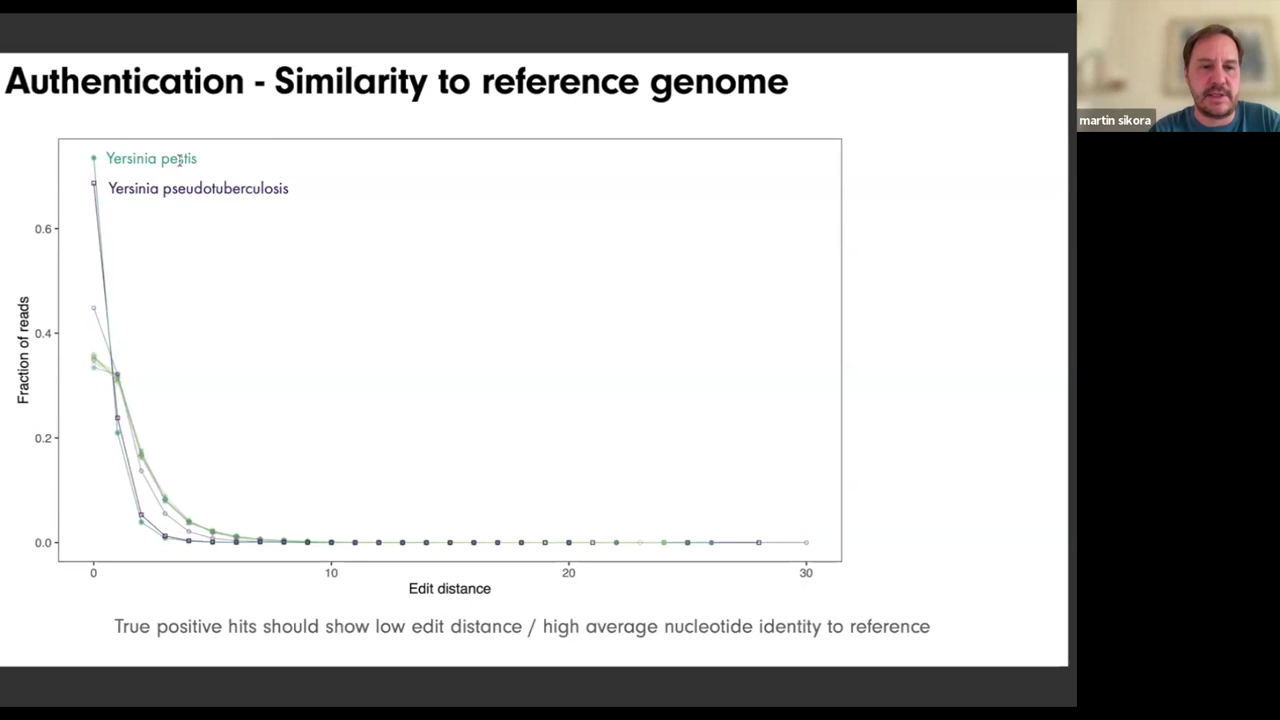 Authentication - Similarity to reference genome
martin sikora
Yersinia pestis
Yersinia pseudotuberculosis
0.6
0.4
0.2
0.0
Fraction of reads
0 10 20 30
Edit distance
True positive hits should show low edit distance / high average nucleotide identity to reference